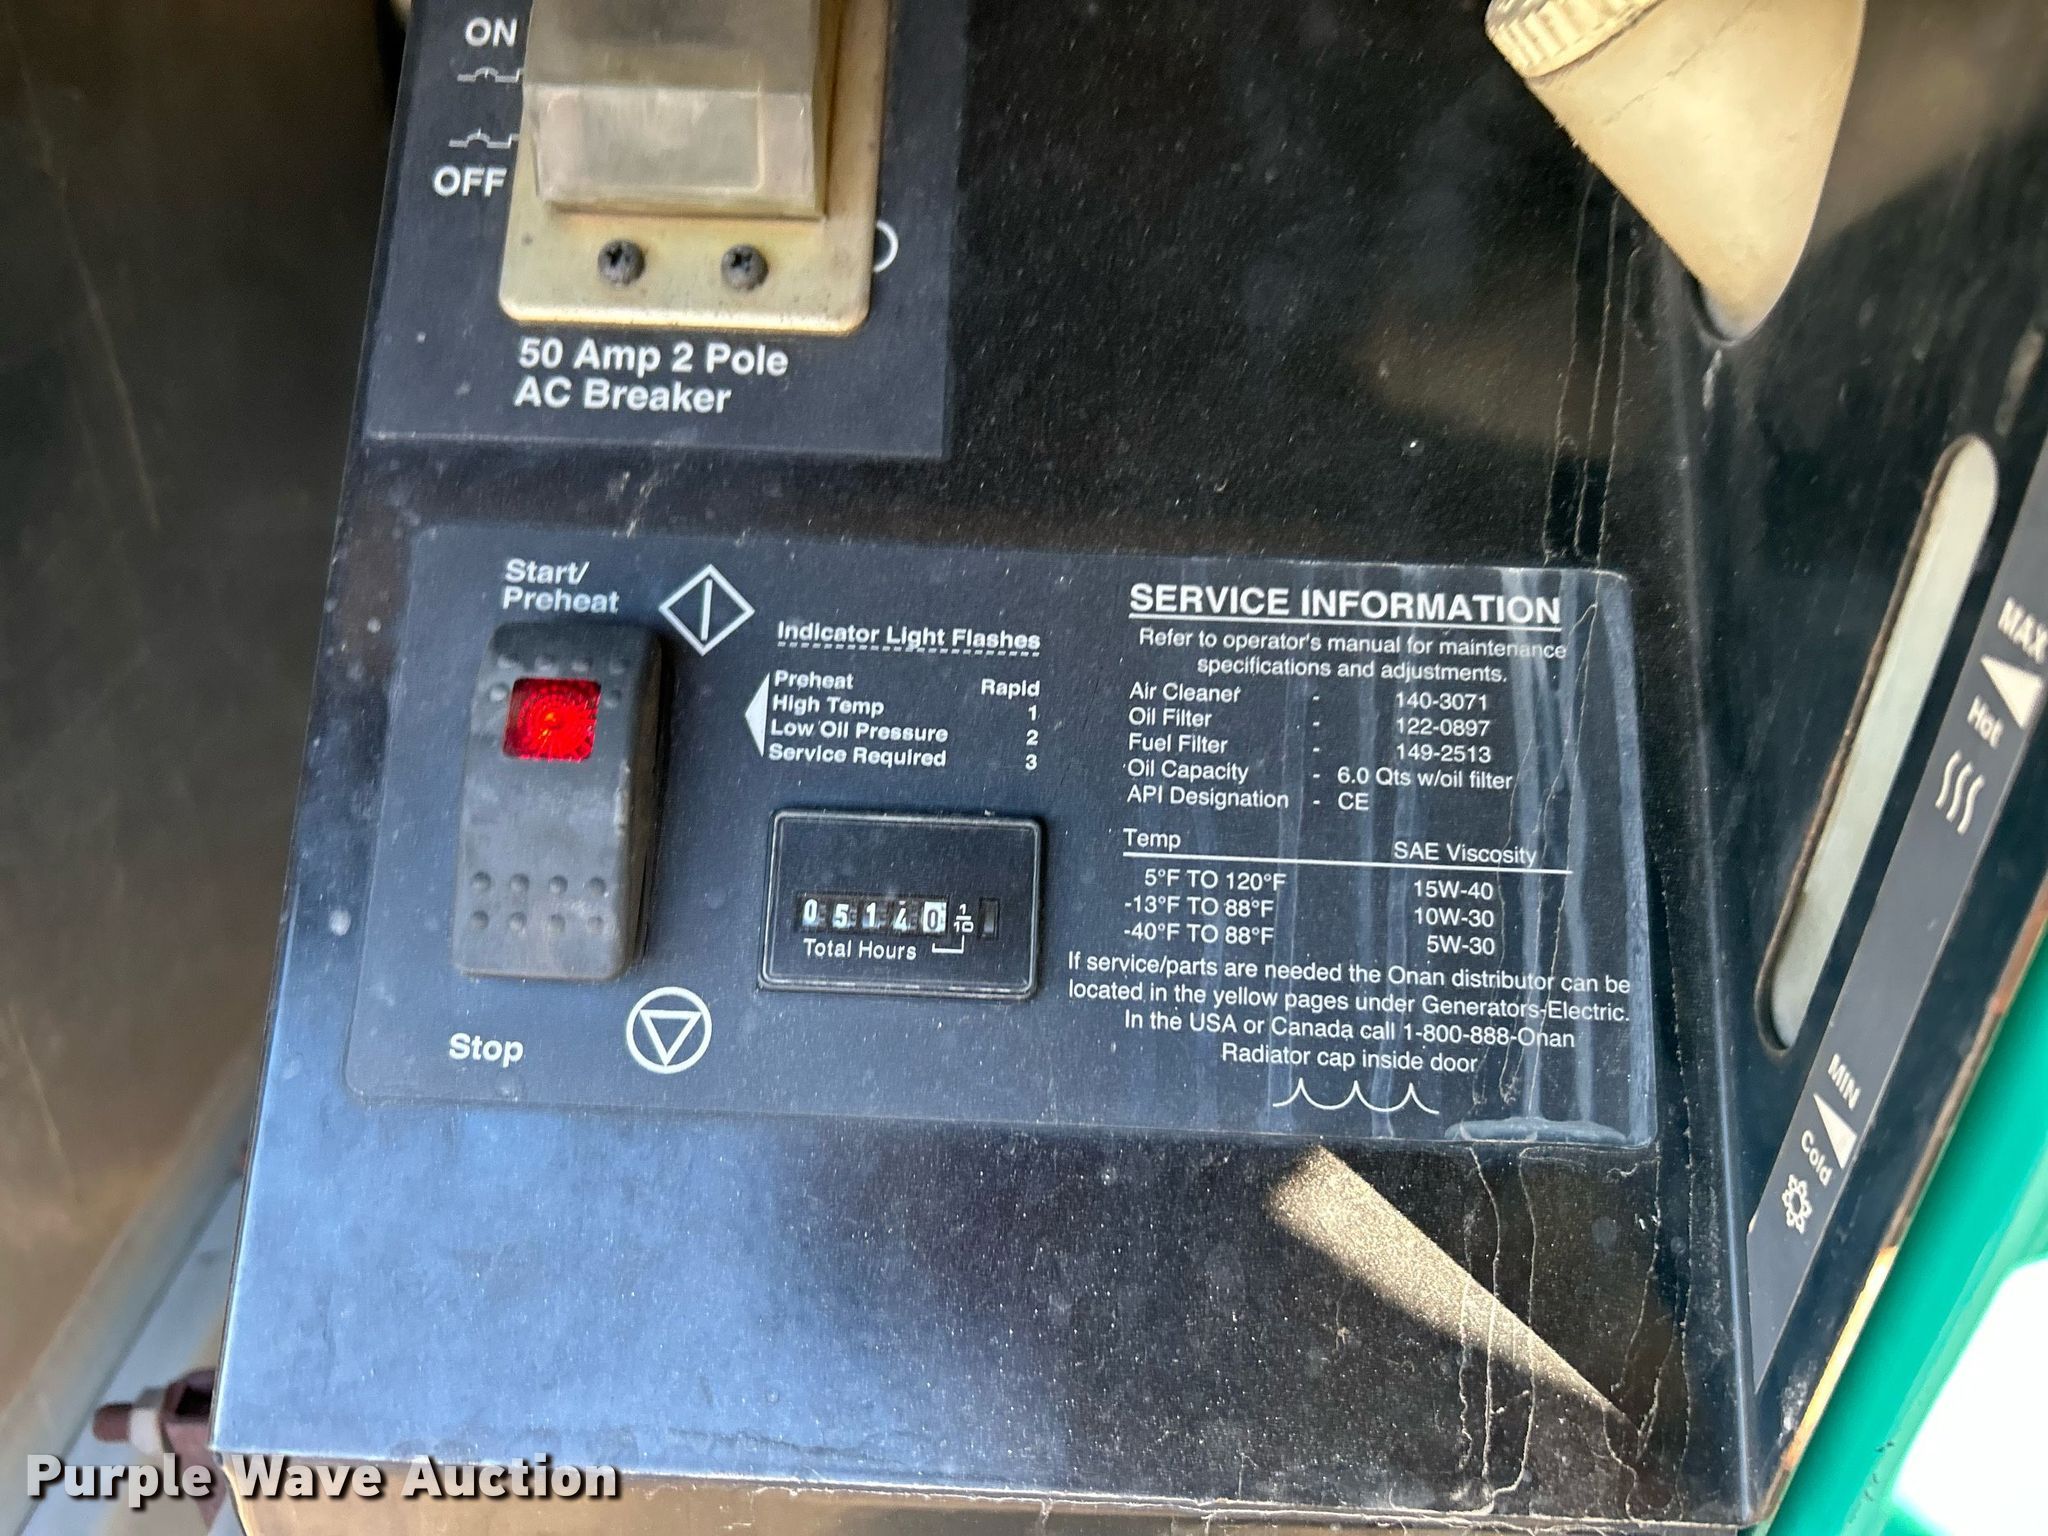 ON
OFF
50 Amp 2 Pole
AC Breaker
Start/
Preheat
Indicator Light Flashes
Preheat Rapid
High Temp 1
Low Oil Pressure 2
Service Required 3
05140 1/10
Total Hours
Stop
SERVICE INFORMATION
Refer to operator's manual for maintenance
specifications and adjustments.
Air Cleaner - 140-3071
Oil Filter - 122-0897
Fuel Filter - 149-2513
Oil Capacity - 6.0 Qts w/oil filter
API Designation - CE
Temp SAE Viscosity
5°F TO 120°F 15W-40
-13°F TO 88°F 10W-30
-40°F TO 88°F 5W-30
If service/parts are needed the Onan distributor can be
located in the yellow pages under Generators-Electric.
In the USA or Canada call 1-800-888-Onan
Radiator cap inside door
MAX
Hot
MIN
Cold
Purple Wave Auction